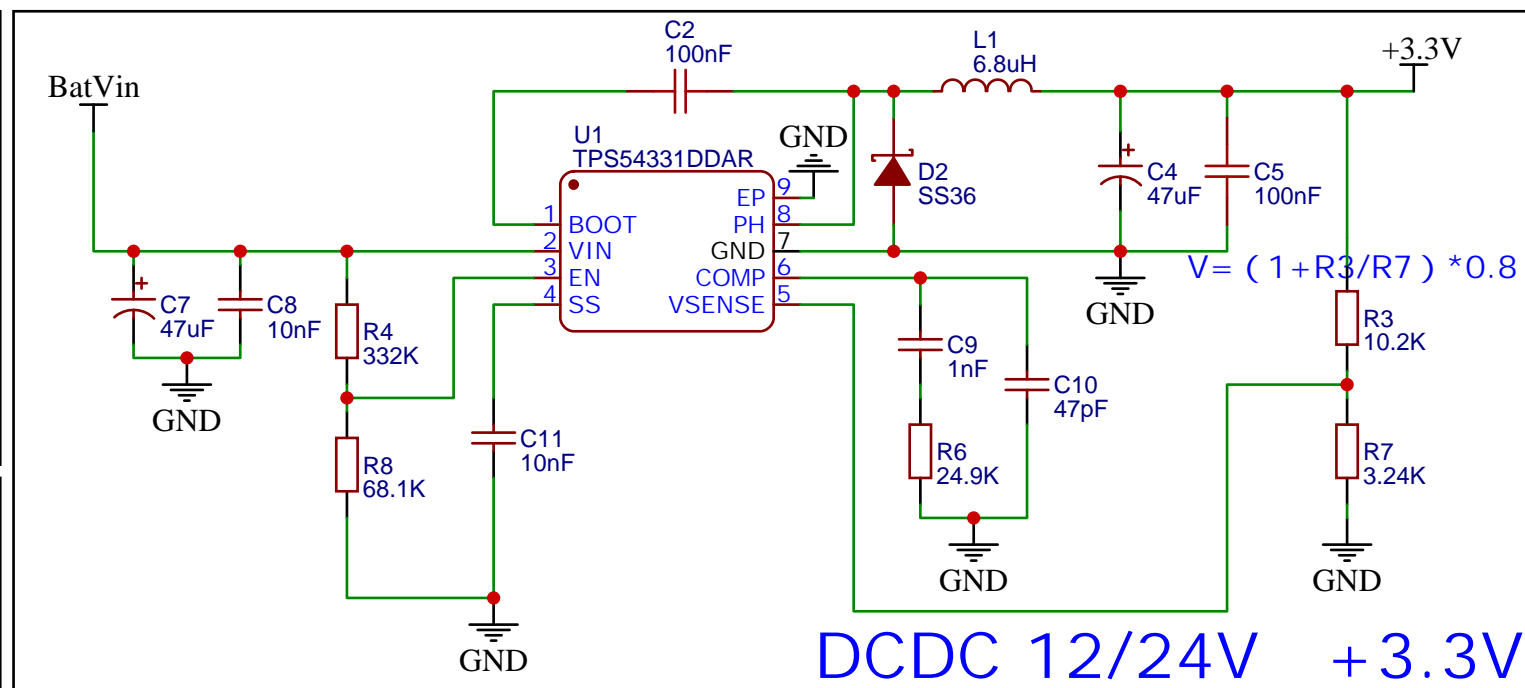 C2
100nF
L1
6.8uH
+3.3V
BatVin
U1
TPS54331DDAR
GND
1 BOOT
2 VIN
3 EN
4 SS
EP 9
PH 8
GND 7
COMP 6
VSENSE 5
D2
SS36
C4
47uF
C5
100nF
V=(1+R3/R7)*0.8
GND
C7
47uF
C8
10nF
R4
332K
GND
R3
10.2K
C9
1nF
C10
47pF
C11
10nF
R6
24.9K
R8
68.1K
R7
3.24K
GND
GND
GND
DCDC 12/24V +3.3V